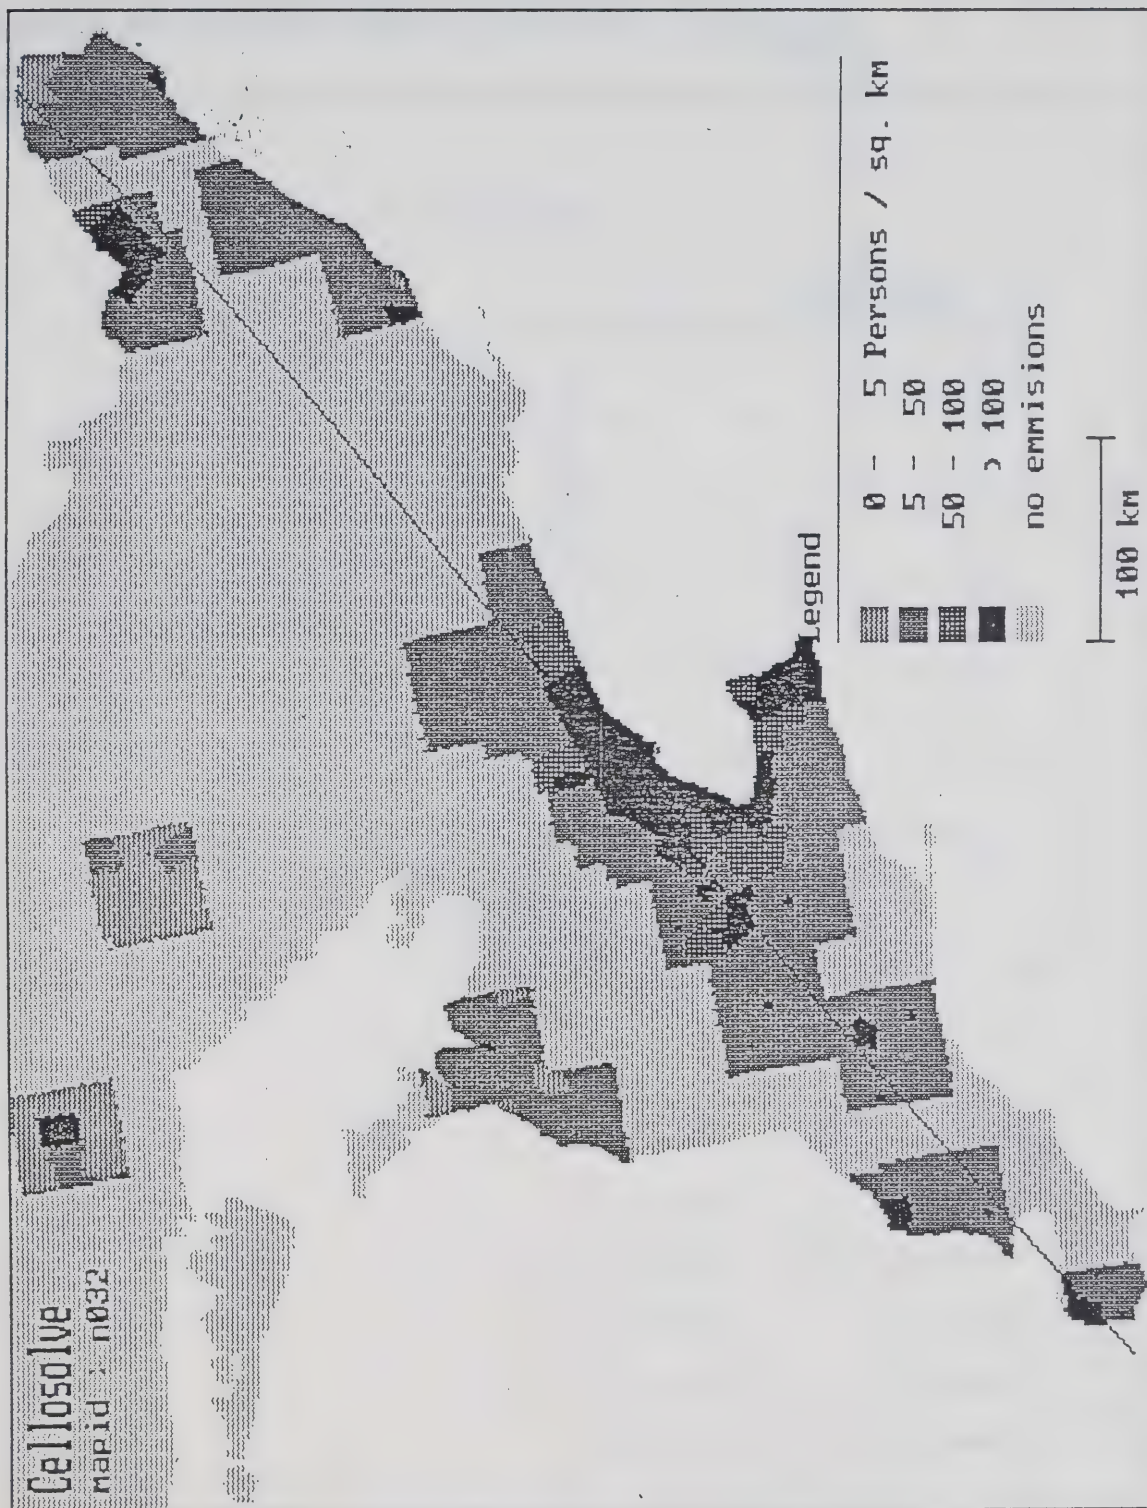 Cellosolve
mapid : n032
Legend
0 - 5 Persons / sq. km
5 - 50
50 - 100
> 100
no emmisions
100 km